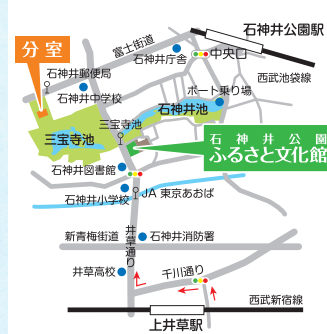 石神井公園駅
分室
富士街道
石神井庁舎
中央口
西武池袋線
石神井郵便局
石神井中学校
ボート乗り場
石神井池
三宝寺池
三宝寺池
石神井公園
ふるさと文化館
石神井図書館
JA 東京あおば
石神井小学校
井草通り
新青梅街道
石神井消防署
井草高校
千川通り
西武新宿線
上井草駅